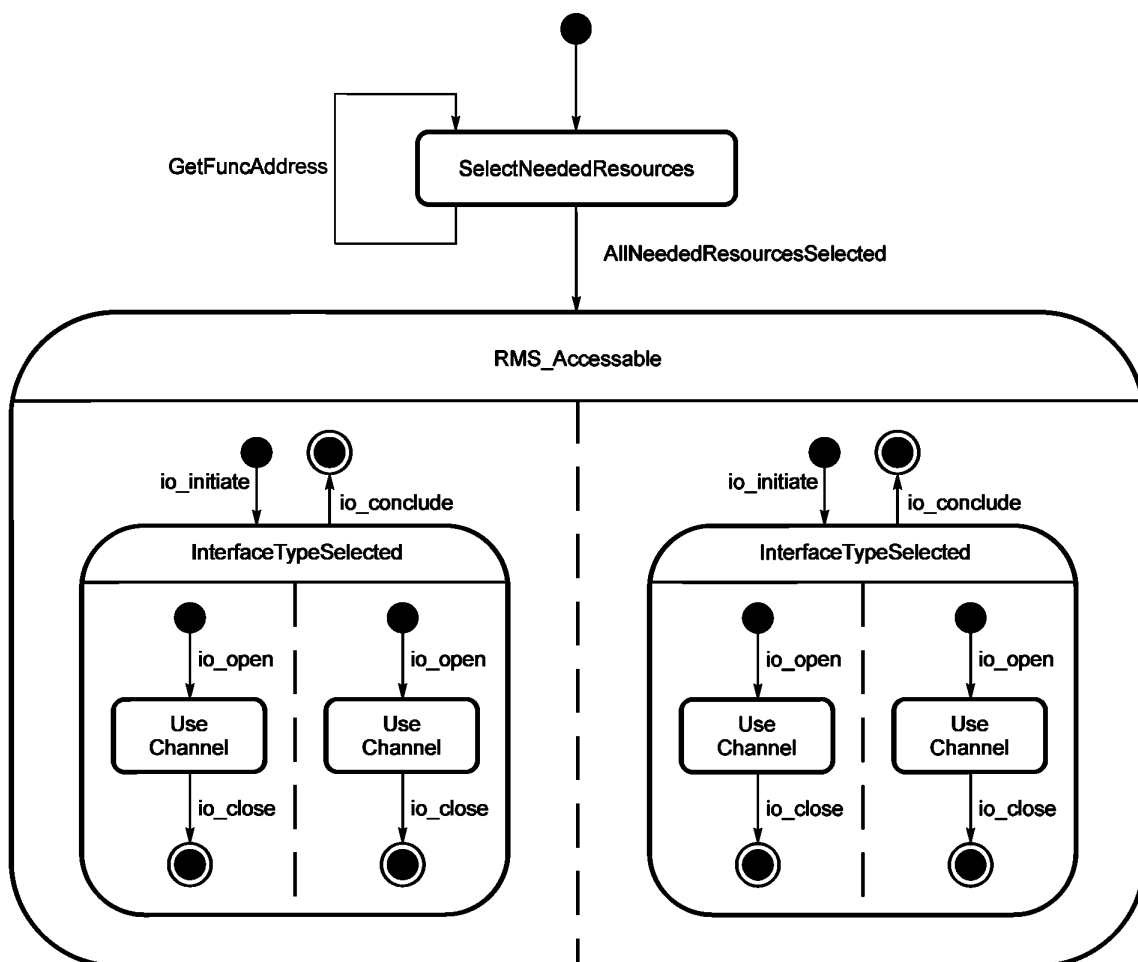 GetFuncAddress
SelectNeededResources
AllNeededResourcesSelected
RMS_Accessable
io_initiate
io_conclude
InterfaceTypeSelected
io_open
io_open
Use
Channel
Use
Channel
io_close
io_close
io_initiate
io_conclude
InterfaceTypeSelected
io_open
io_open
Use
Channel
Use
Channel
io_close
io_close